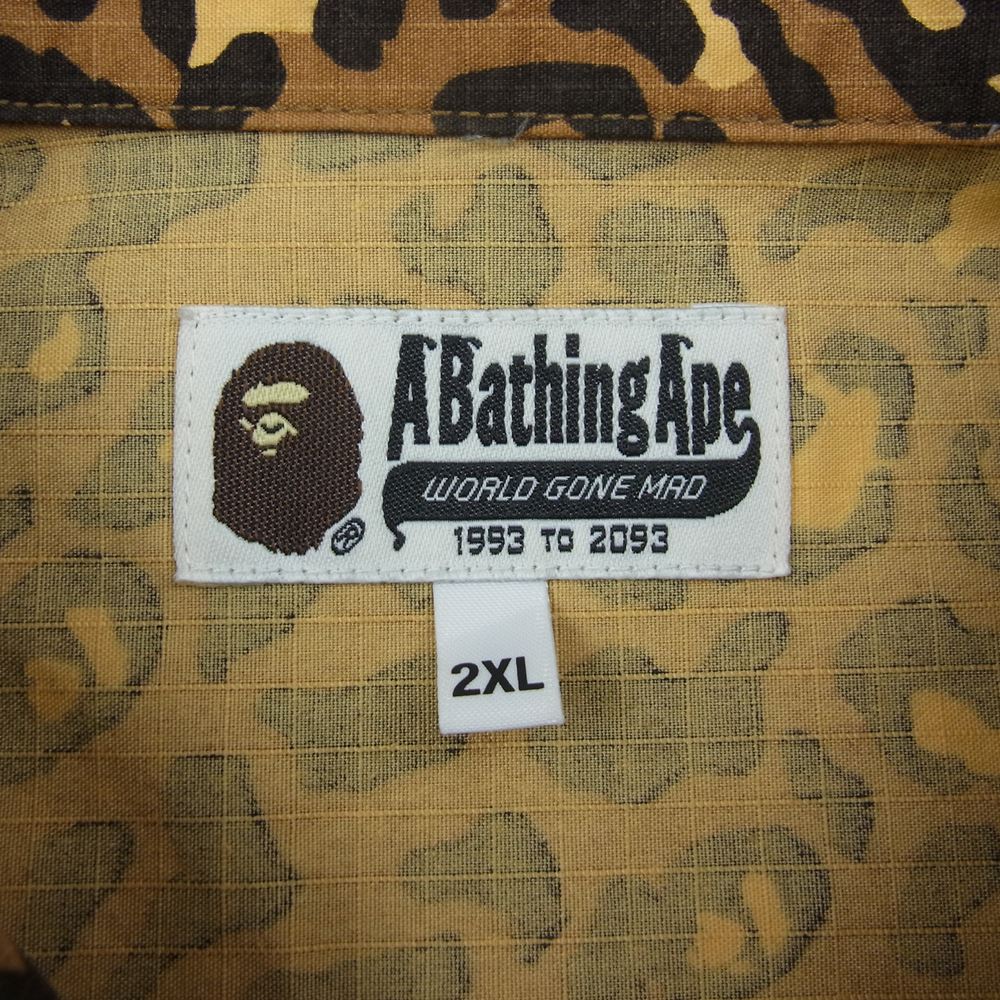 A Bathing Ape
®
WORLD GONE MAD
1993 TO 2093
2XL